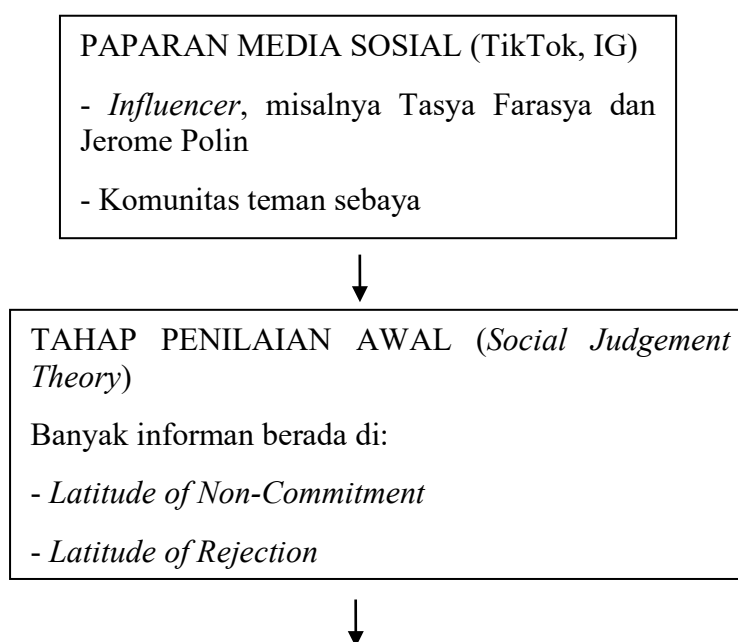 PAPARAN MEDIA SOSIAL (TikTok, IG)
- Influencer, misalnya Tasya Farasya dan
Jerome Polin
- Komunitas teman sebaya
TAHAP PENILAIAN AWAL (Social Judgement
Theory)
Banyak informan berada di:
- Latitude of Non-Commitment
- Latitude of Rejection